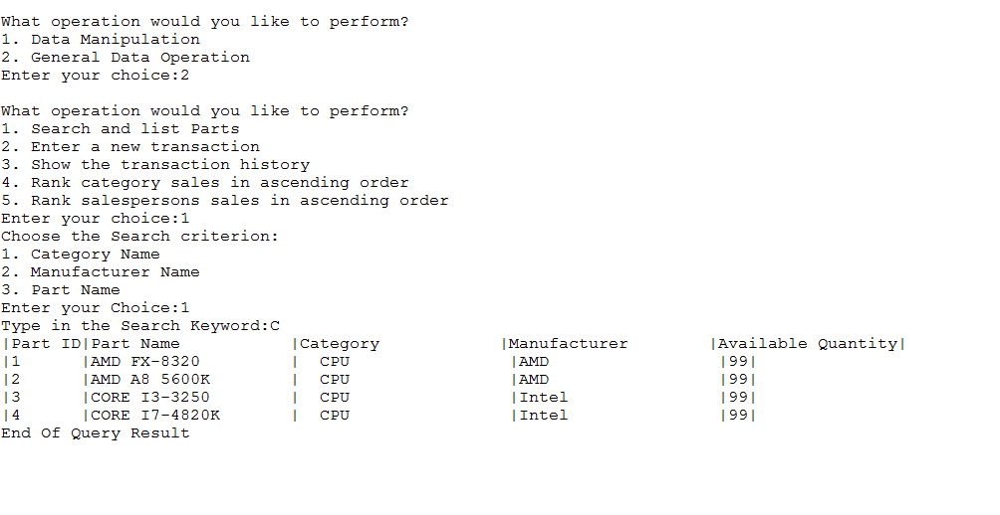 What operation would you like to perform?
1. Data Manipulation
2. General Data Operation
Enter your choice:2
What operation would you like to perform?
1. Search and list Parts
2. Enter a new transaction
3. Show the transaction history
4. Rank category sales in ascending order
5. Rank salespersons sales in ascending order
Enter your choice:1
Choose the Search criterion:
1. Category Name
2. Manufacturer Name
3. Part Name
Enter your Choice:1
Type in the Search Keyword:C
|Part ID|Part Name |Category |Manufacturer |Available Quantity|
|1 |AMD FX-8320 | CPU |AMD |99|
|2 |AMD A8 5600K | CPU |AMD |99|
|3 |CORE I3-3250 | CPU |Intel |99|
|4 |CORE I7-4820K | CPU |Intel |99|
End Of Query Result